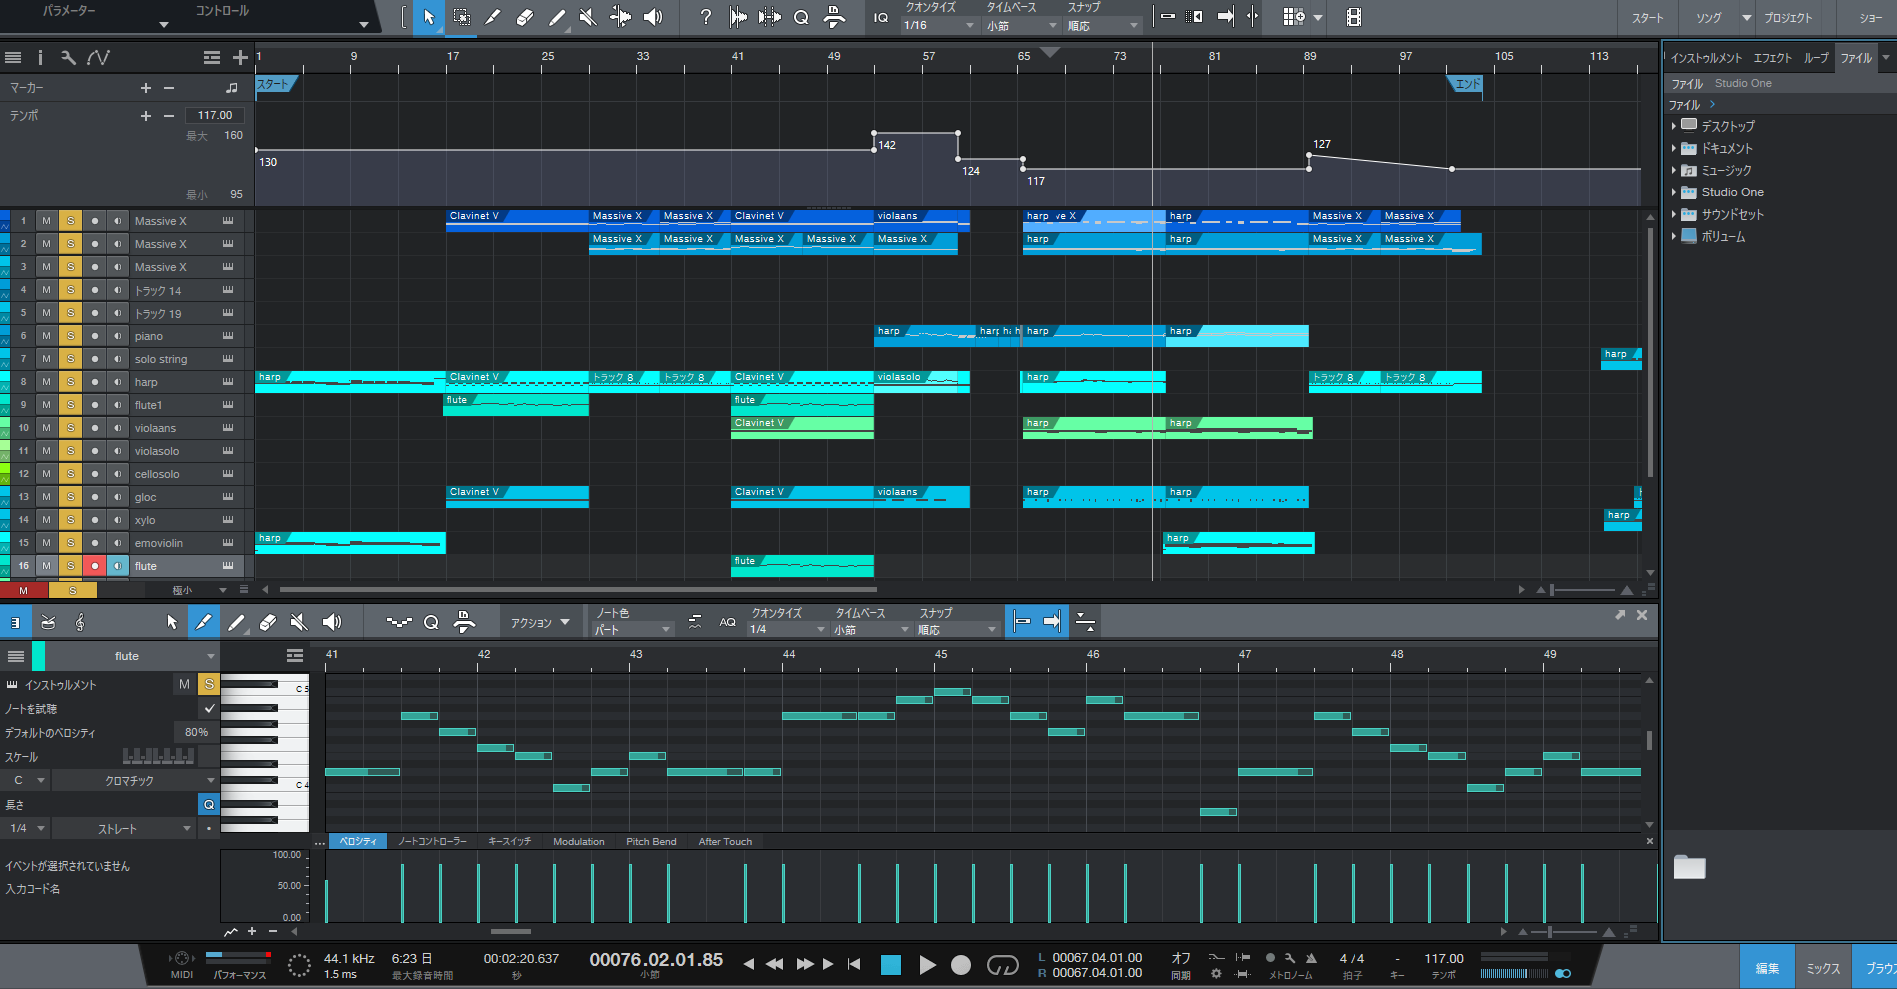 パラメーター コントロール
IQ クオンタイズ タイムベース スナップ
1/16 小節 順応
スタート ソング プロジェクト ショー
1 9 17 25 33 41 49 57 65 73 81 89 97 105 113
マーカー
スタート エンド
テンポ 117.00
最大 160
最小 95
130 142 124 117 127
1 M S Massive X
Clavinet V Massive X Massive X Clavinet V violaans harp ve X harp Massive X Massive X
2 M S Massive X
Massive X Massive X Massive X Massive X Massive X harp harp Massive X Massive X
3 M S Massive X
4 M S トラック 14
5 M S トラック 19
6 M S piano
harp harp h h harp harp
7 M S solo string
harp
8 M S harp
harp Clavinet V トラック 8 トラック 8 Clavinet V violasolo harp トラック 8 トラック 8
9 M S flute1
flute flute
10 M S violaans
Clavinet V harp harp
11 M S violasolo
12 M S cellosolo
13 M S gloc
Clavinet V Clavinet V violaans harp harp
14 M S xylo
harp
15 M S emoviolin
harp harp
16 M S flute
flute
M S 極小
インストゥルメント エフェクト ループ ファイル
ファイル Studio One
ファイル
デスクトップ
ドキュメント
ミュージック
Studio One
サウンドセット
ボリューム
アクション
ノート色
パート
AQ
クオンタイズ タイムベース スナップ
1/4 小節 順応
flute
41 42 43 44 45 46 47 48 49
インストゥルメント M S
ノートを試聴
デフォルトのベロシティ 80%
スケール
C クロマチック
長さ Q
1/4 ストレート
C 5
C 4
イベントが選択されていません
入力コード名
... ベロシティ ノートコントローラー キースイッチ Modulation Pitch Bend After Touch
100.00
50.00
0.00
MIDI パフォーマンス
44.1 kHz
1.5 ms
6:23 日
最大録音時間
00:02:20.637
秒
00076.02.01.85
小節
L 00067.04.01.00
R 00067.04.01.00
オフ
同期
メトロノーム
4 / 4
拍子
-
キー
117.00
テンポ
編集 ミックス ブラウ